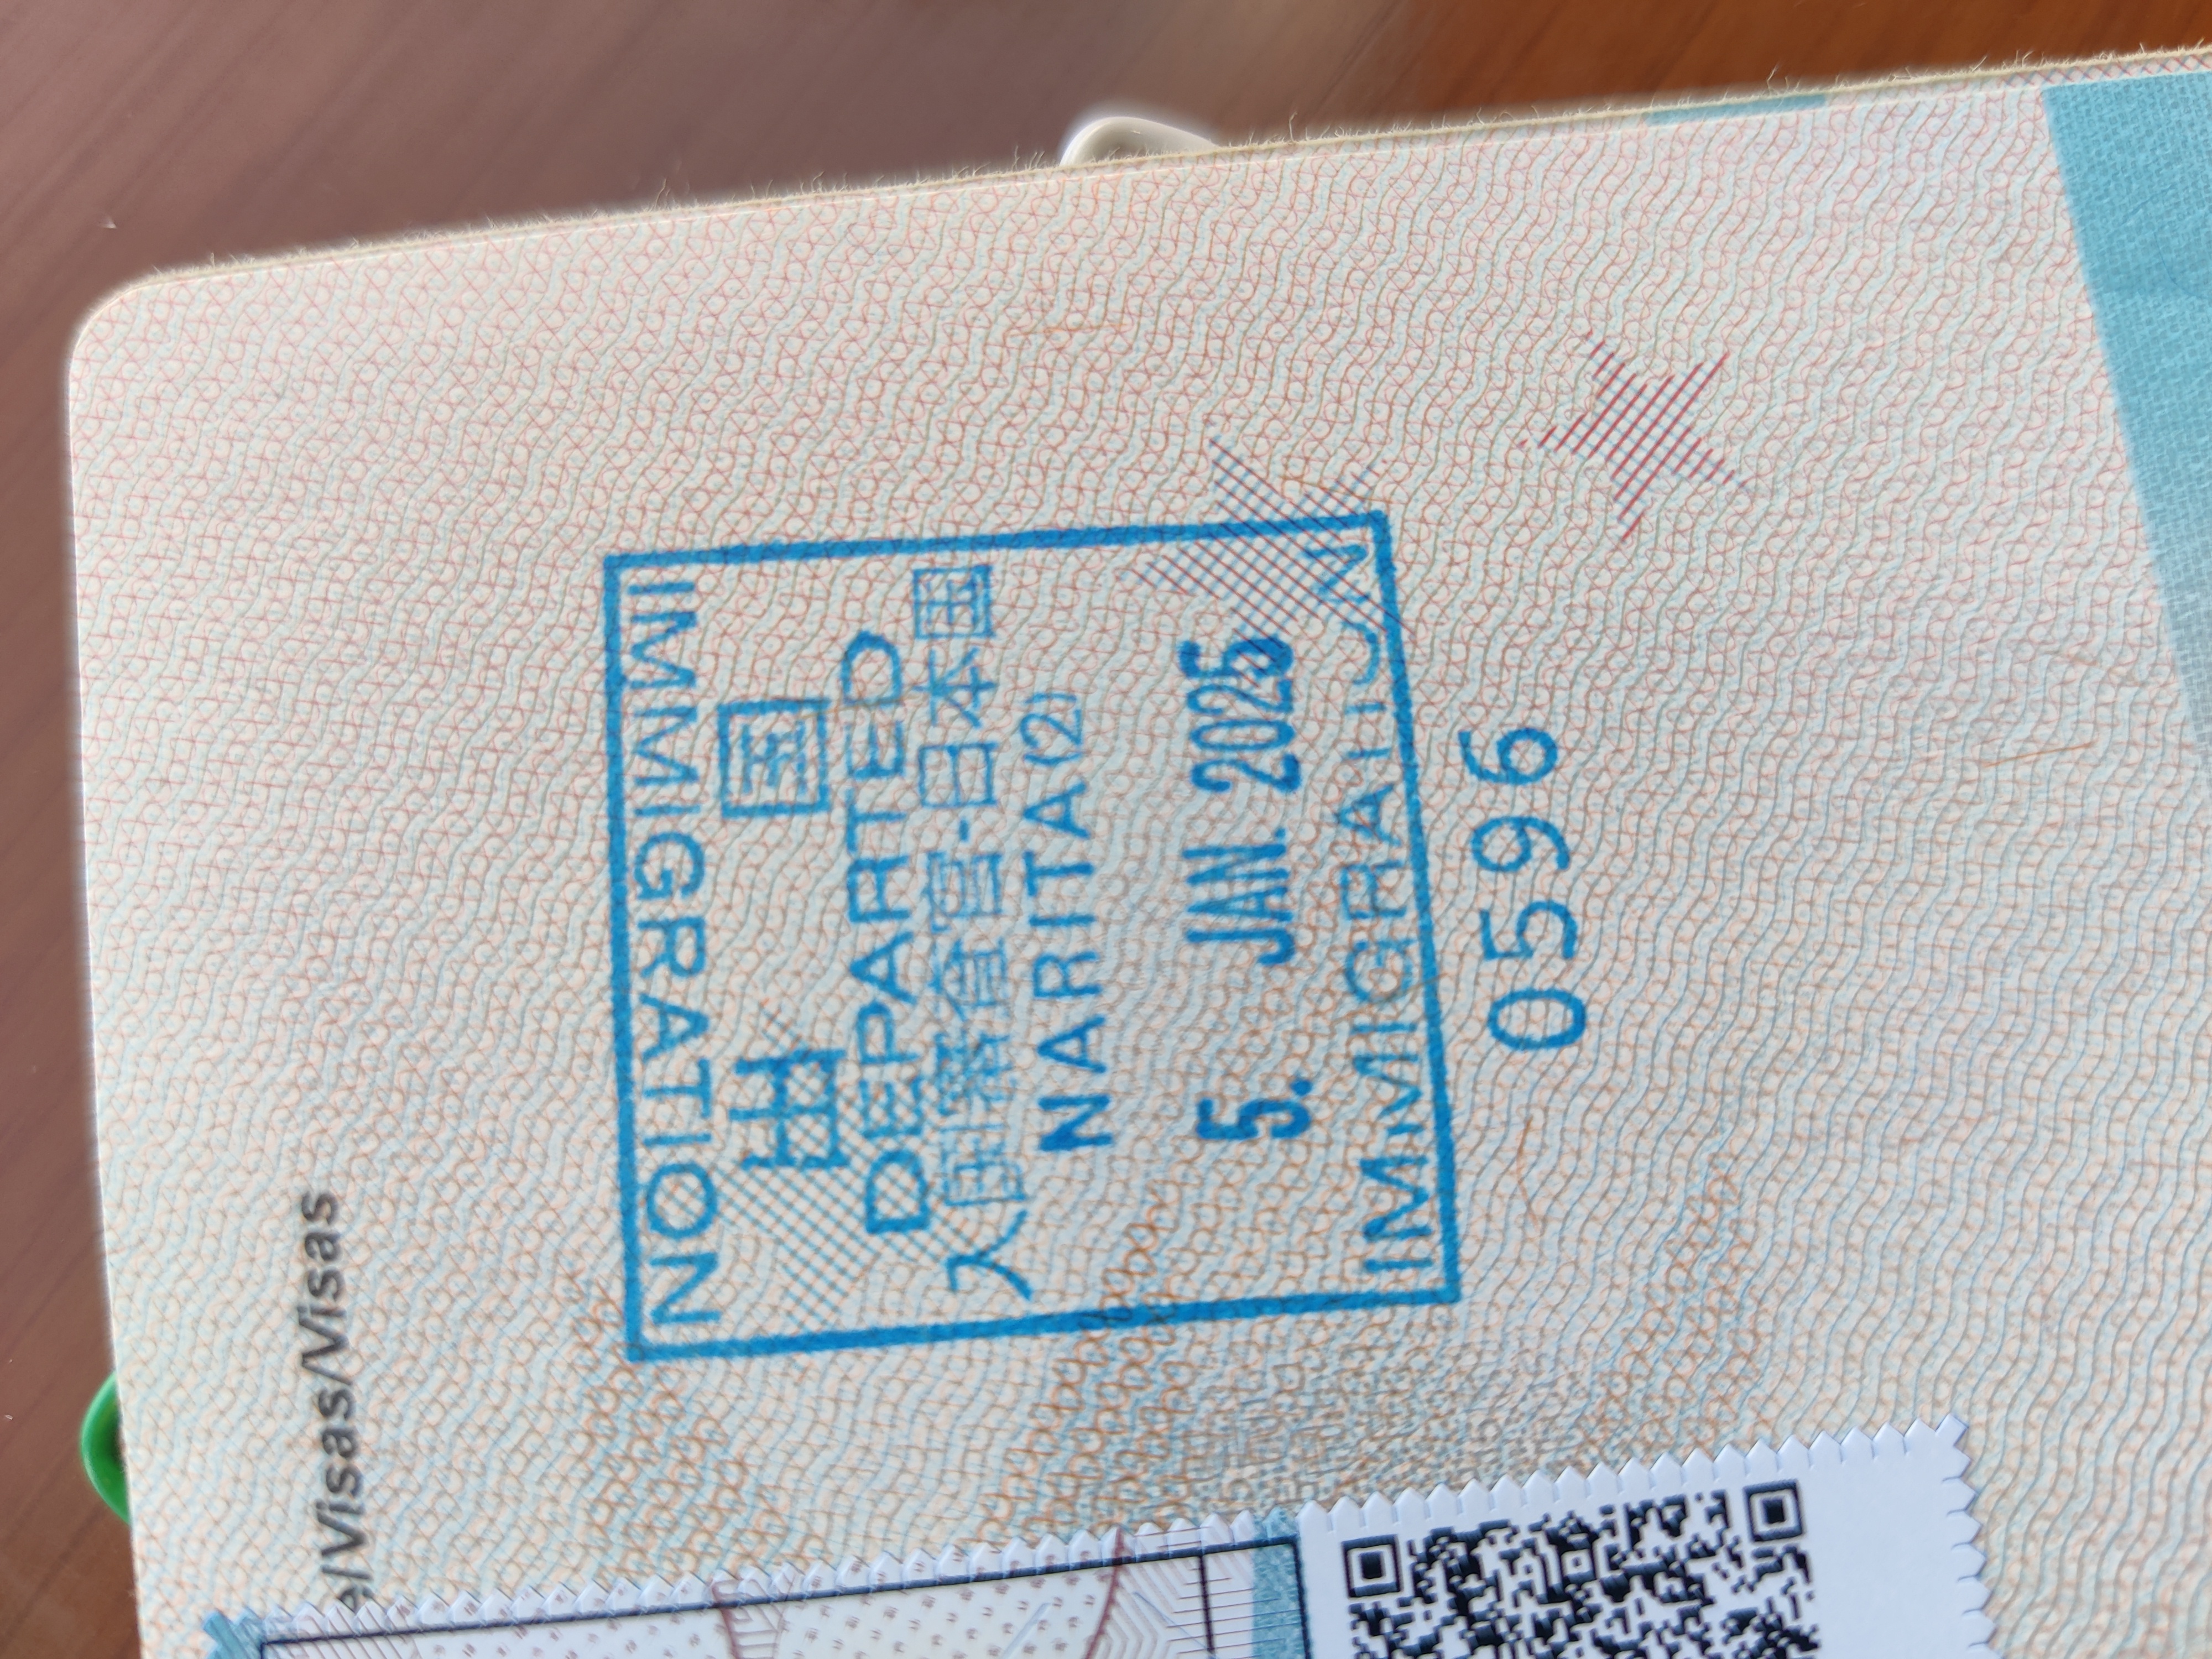 e/Visas/Visas
IMMIGRATION
出国
DEPARTED
入国審査官-日本国
NARITA(2)
5. JAN. 2026
IMMIGRATION
0596